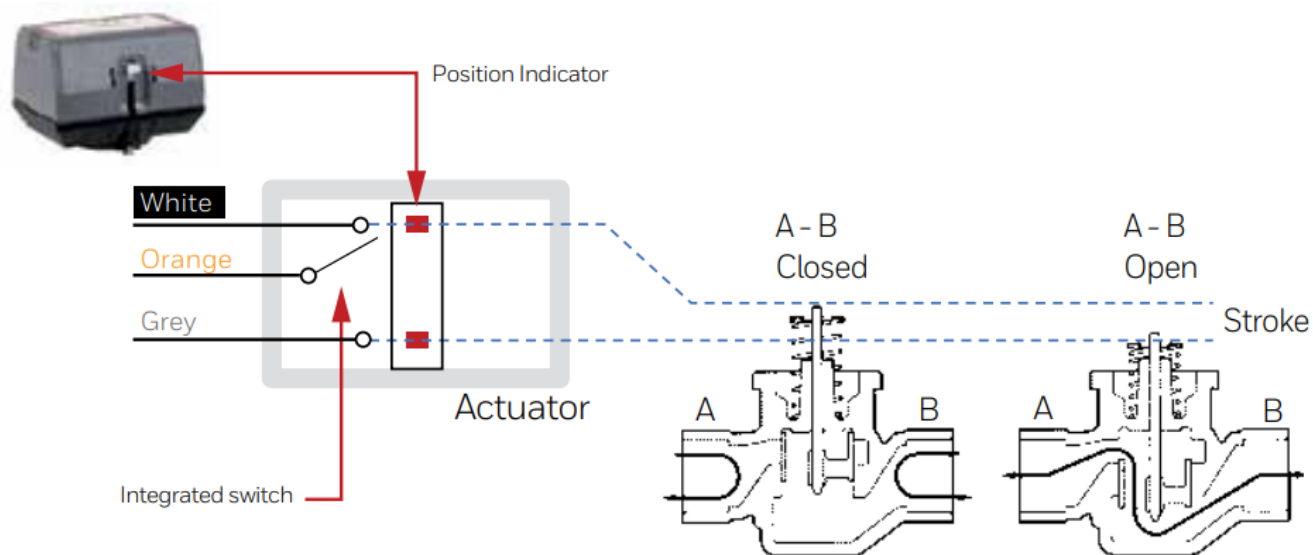 Position Indicator
White
Orange
Grey
Actuator
Integrated switch
A - B
Closed
A - B
Open
Stroke
A
B
A
B